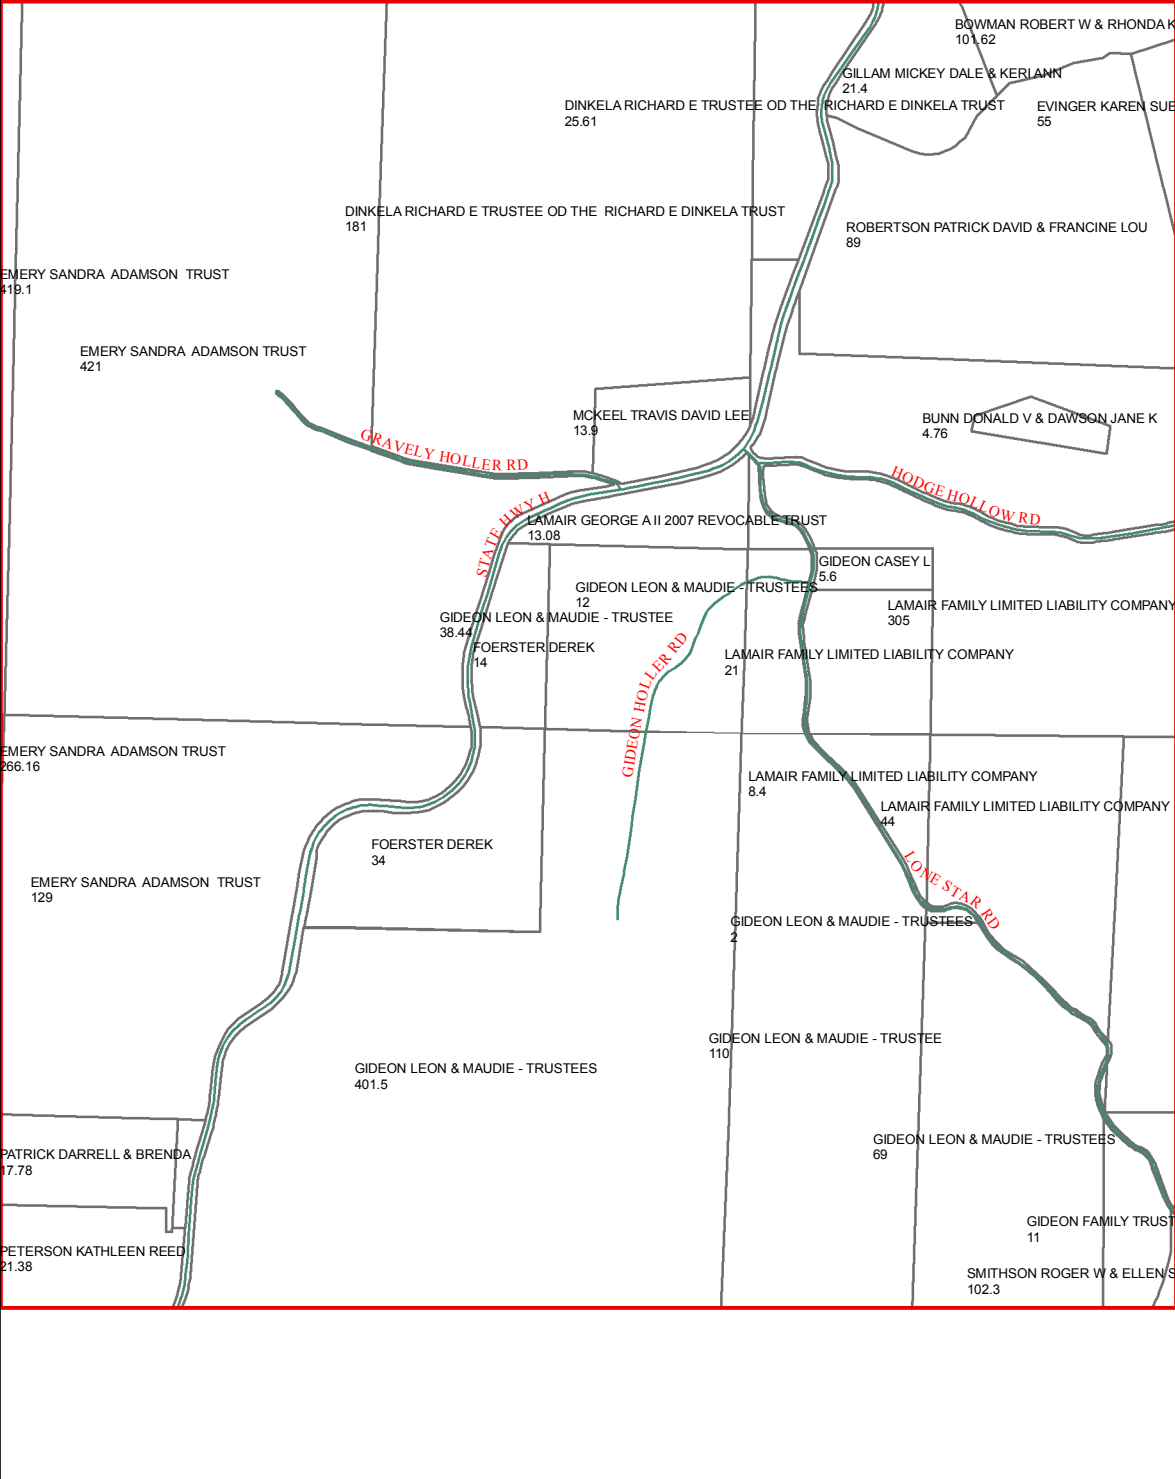 BOWMAN ROBERT W & RHONDA K
101.62
GILLAM MICKEY DALE & KERI ANN
21.4
DINKELA RICHARD E TRUSTEE OD THE RICHARD E DINKELA TRUST
25.61
EVINGER KAREN SUE
55
DINKELA RICHARD E TRUSTEE OD THE RICHARD E DINKELA TRUST
181
ROBERTSON PATRICK DAVID & FRANCINE LOU
89
EMERY SANDRA ADAMSON TRUST
419.1
EMERY SANDRA ADAMSON TRUST
421
MCKEEL TRAVIS DAVID LEE
13.9
BUNN DONALD V & DAWSON JANE K
4.76
GRAVELY HOLLER RD
HODGE HOLLOW RD
STATE HWY H
LAMAIR GEORGE A II 2007 REVOCABLE TRUST
13.08
GIDEON CASEY L
5.6
GIDEON LEON & MAUDIE - TRUSTEES
12
LAMAIR FAMILY LIMITED LIABILITY COMPANY
305
GIDEON LEON & MAUDIE - TRUSTEE
38.44
FOERSTER DEREK
14
LAMAIR FAMILY LIMITED LIABILITY COMPANY
21
GIDEON HOLLER RD
EMERY SANDRA ADAMSON TRUST
266.16
LAMAIR FAMILY LIMITED LIABILITY COMPANY
8.4
LAMAIR FAMILY LIMITED LIABILITY COMPANY
44
FOERSTER DEREK
34
LONE STAR RD
EMERY SANDRA ADAMSON TRUST
129
GIDEON LEON & MAUDIE - TRUSTEES
2
GIDEON LEON & MAUDIE - TRUSTEE
110
GIDEON LEON & MAUDIE - TRUSTEES
401.5
GIDEON LEON & MAUDIE - TRUSTEES
69
PATRICK DARRELL & BRENDA
17.78
GIDEON FAMILY TRUST
11
PETERSON KATHLEEN REED
21.38
SMITHSON ROGER W & ELLEN S
102.3